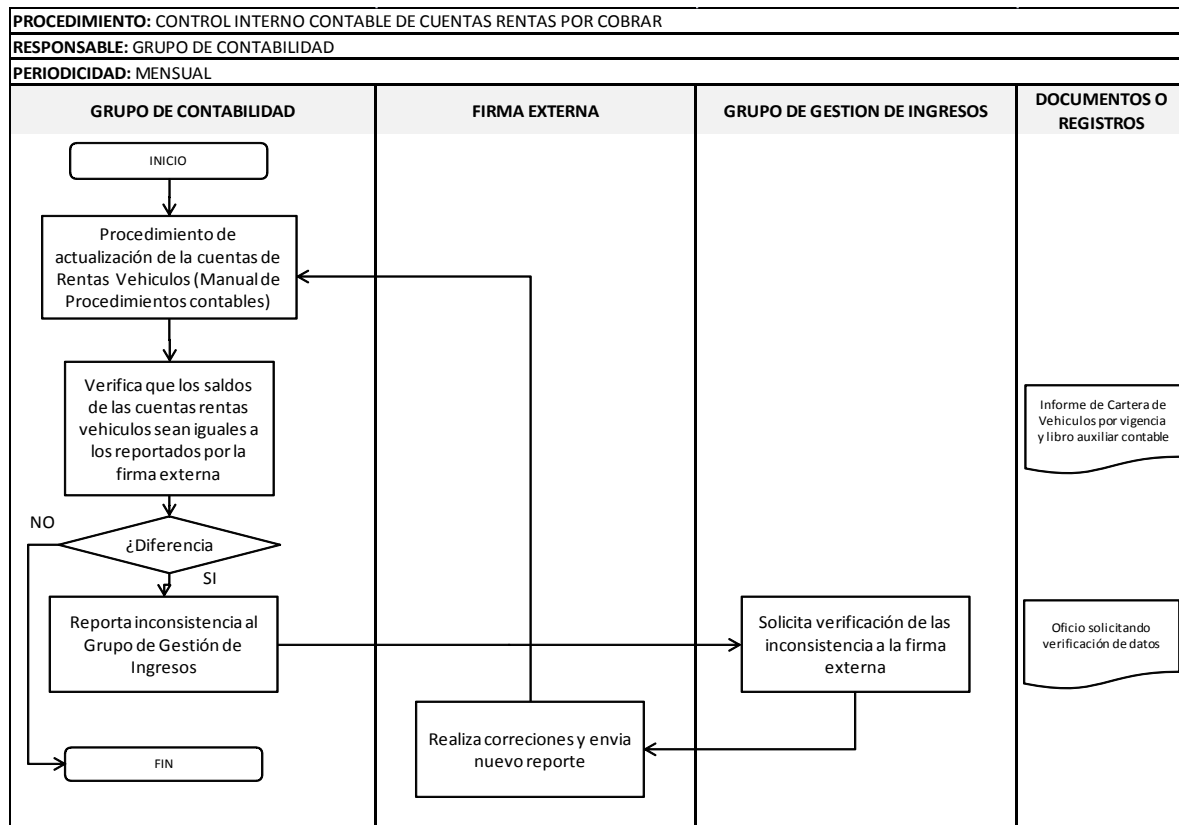 PROCEDIMIENTO: CONTROL INTERNO CONTABLE DE CUENTAS RENTAS POR COBRAR
RESPONSABLE: GRUPO DE CONTABILIDAD
PERIODICIDAD: MENSUAL
GRUPO DE CONTABILIDAD
FIRMA EXTERNA
GRUPO DE GESTION DE INGRESOS
DOCUMENTOS O
REGISTROS
INICIO
Procedimiento de
actualización de la cuentas de
Rentas Vehiculos (Manual de
Procedimientos contables)
Verifica que los saldos
de las cuentas rentas
vehiculos sean iguales a
los reportados por la
firma externa
Informe de Cartera de
Vehiculos por vigencia
y libro auxiliar contable
NO
¿Diferencia
SI
Reporta inconsistencia al
Grupo de Gestión de
Ingresos
Solicita verificación de las
inconsistencia a la firma
externa
Oficio solicitando
verificación de datos
Realiza correciones y envia
nuevo reporte
FIN